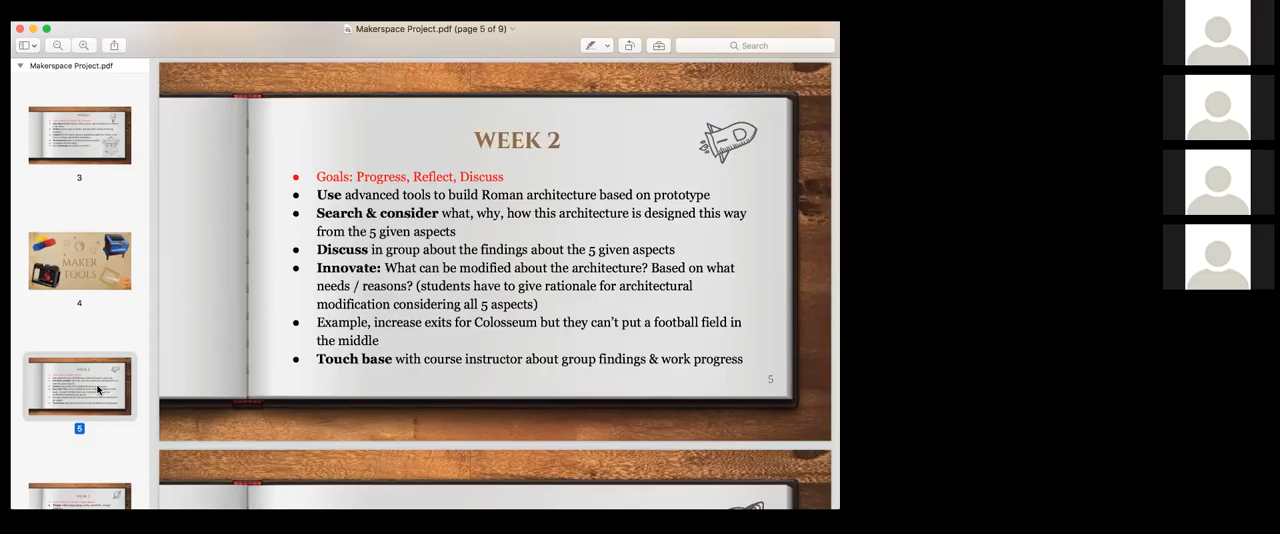 Makerspace Project.pdf (page 5 of 9)
Search
Makerspace Project.pdf
3
MAKER
TOOLS
4
5
WEEK 2
Goals: Progress, Reflect, Discuss
Use advanced tools to build Roman architecture based on prototype
Search & consider what, why, how this architecture is designed this way
from the 5 given aspects
Discuss in group about the findings about the 5 given aspects
Innovate: What can be modified about the architecture? Based on what
needs / reasons? (students have to give rationale for architectural
modification considering all 5 aspects)
Example, increase exits for Colosseum but they can't put a football field in
the middle
Touch base with course instructor about group findings & work progress
5